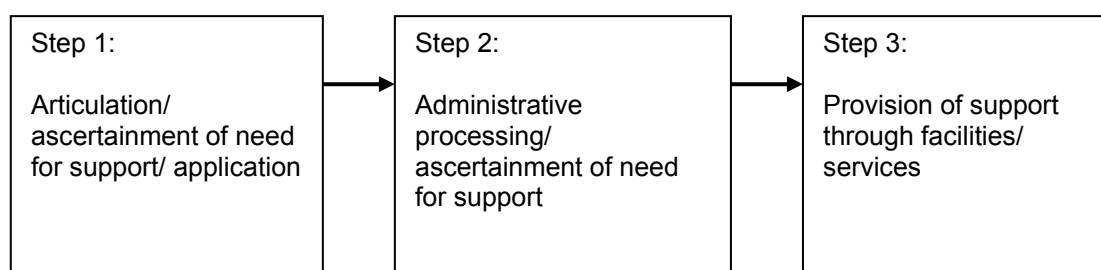 Step 1:
Articulation/
ascertainment of need
for support/ application
Step 2:
Administrative
processing/
ascertainment of need
for support
Step 3:
Provision of support
through facilities/
services